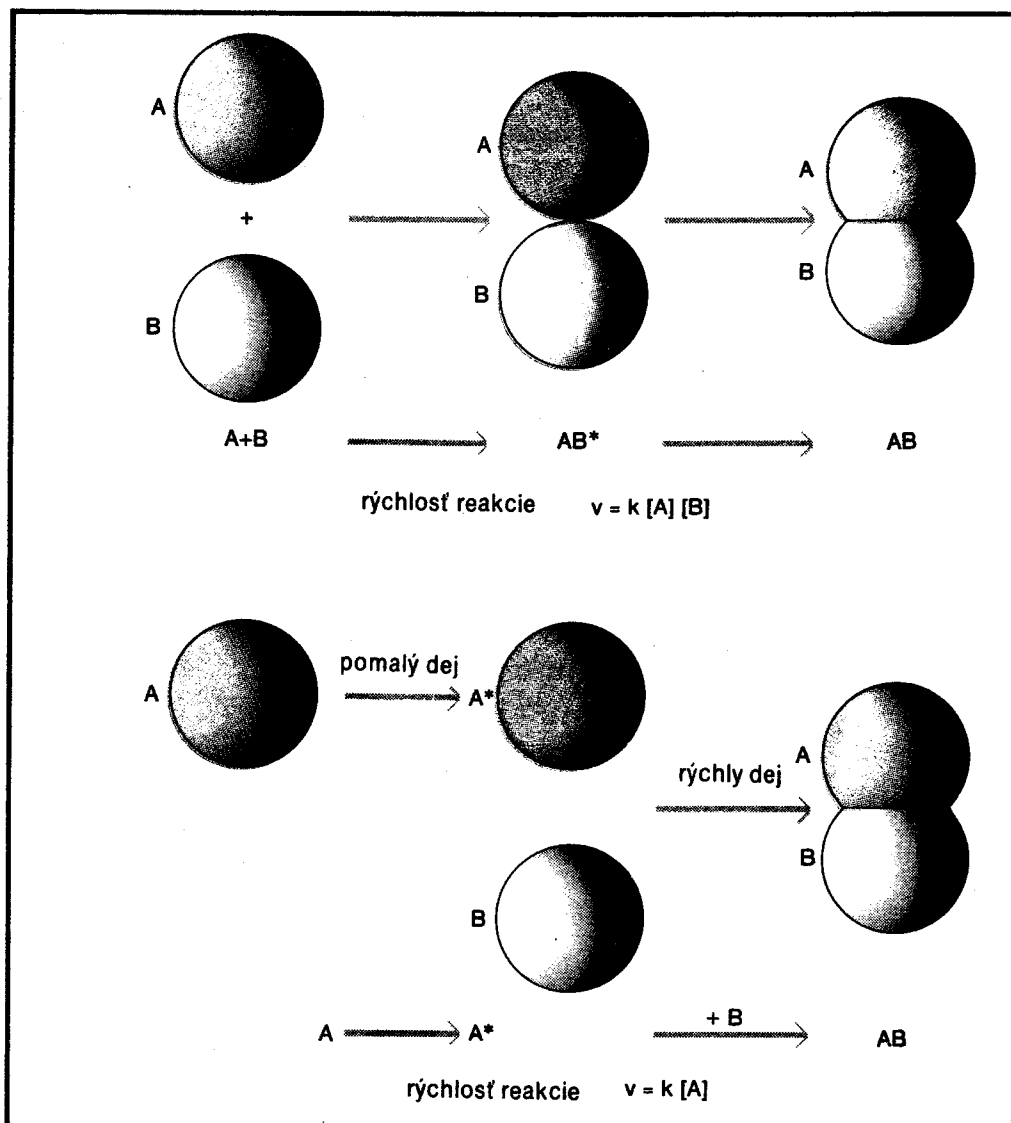 A
A
A
+
B
B
B
A+B
AB*
AB
rýchlosť reakcie v = k [A] [B]
pomalý dej
A
A*
rýchly dej
A
B
B
A
A*
+ B
AB
rýchlosť reakcie v = k [A]